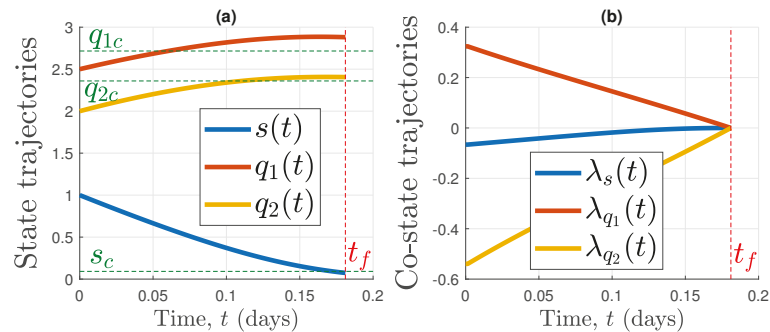 (a)
State trajectories
3
2.5
2
1.5
1
0.5
0
q1c
q2c
sc
s(t)
q1(t)
q2(t)
tf
0 0.05 0.1 0.15 0.2
Time, t (days)
(b)
Co-state trajectories
0.4
0.2
0
-0.2
-0.4
-0.6
λs(t)
λq1(t)
λq2(t)
tf
0 0.05 0.1 0.15 0.2
Time, t (days)